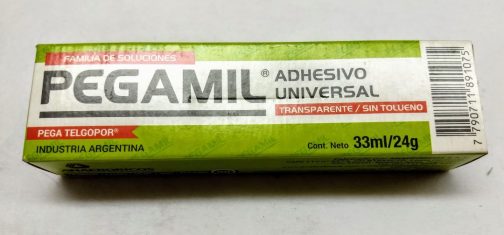 FAMILIA DE SOLUCIONES
PEGAMIL®
ADHESIVO
UNIVERSAL
TRANSPARENTE / SIN TOLUENO
PEGA TELGOPOR®
INDUSTRIA ARGENTINA
Cont. Neto 33ml/24g
7 790711 891075